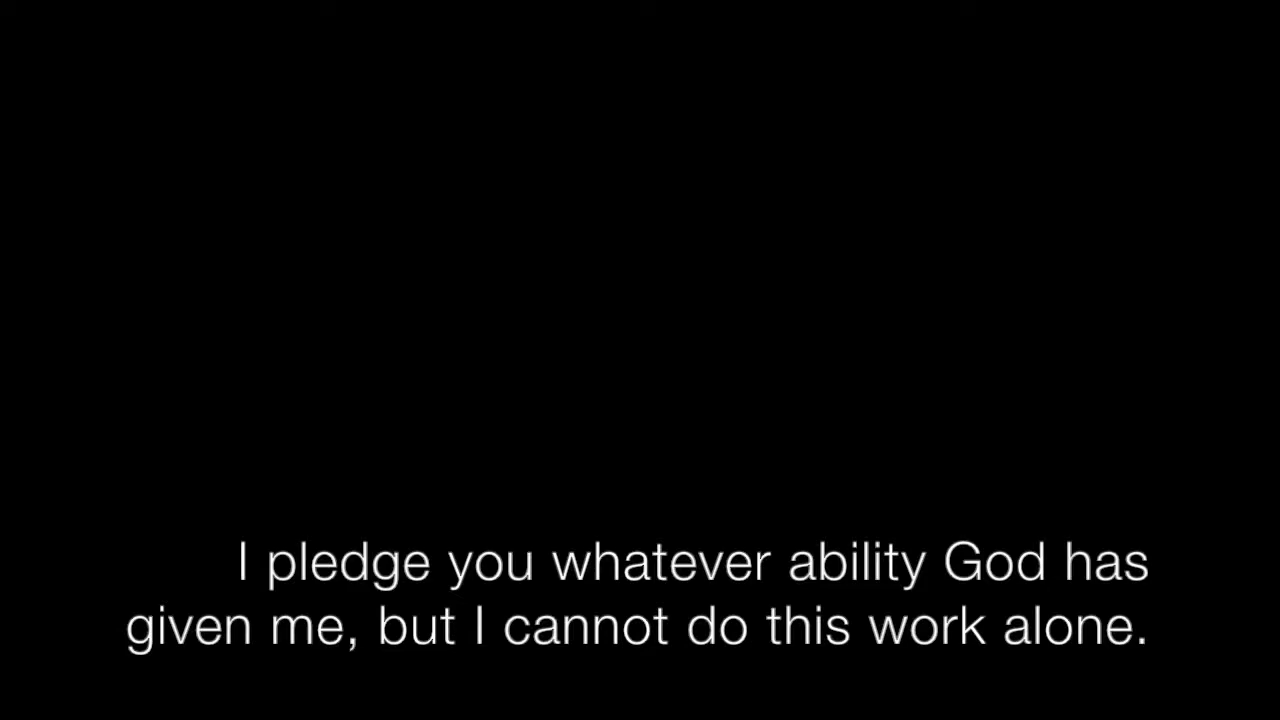 I pledge you whatever ability God has
given me, but I cannot do this work alone.